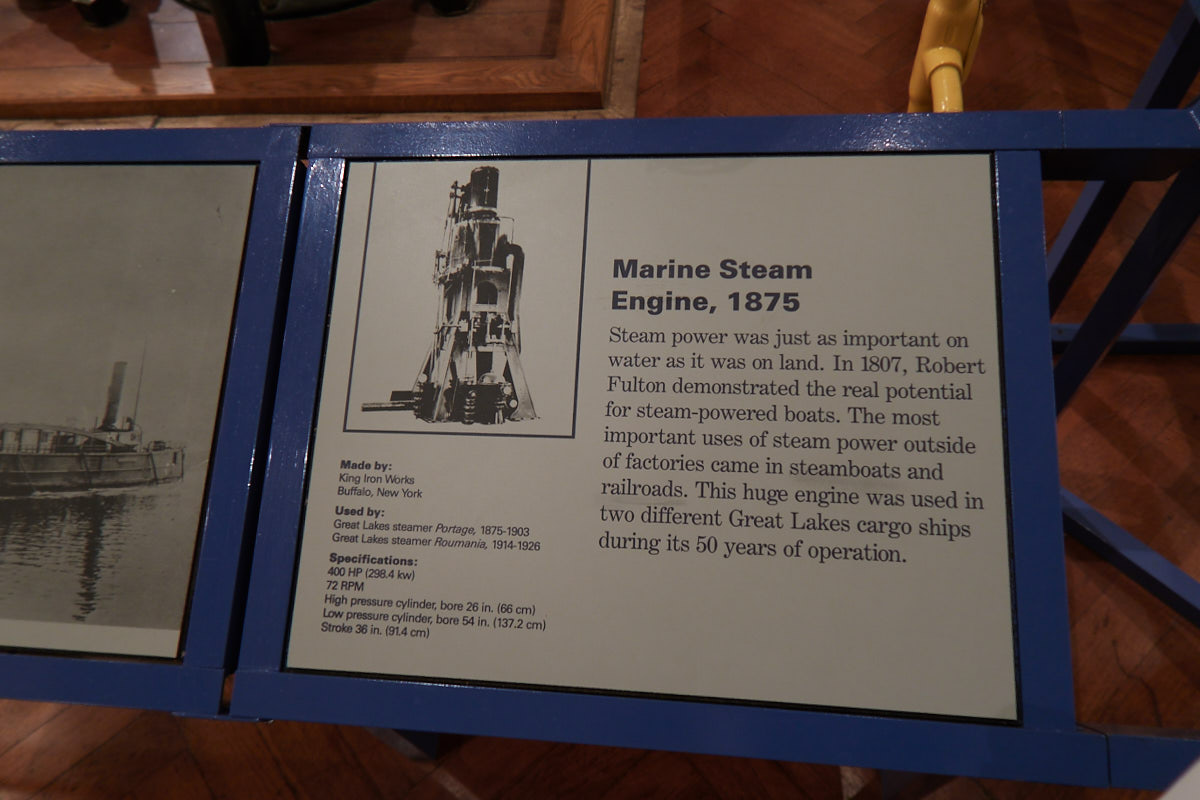 Marine Steam
Engine, 1875
Steam power was just as important on
water as it was on land. In 1807, Robert
Fulton demonstrated the real potential
for steam-powered boats. The most
important uses of steam power outside
of factories came in steamboats and
railroads. This huge engine was used in
two different Great Lakes cargo ships
during its 50 years of operation.
Made by:
King Iron Works
Buffalo, New York
Used by:
Great Lakes steamer Portage, 1875-1903
Great Lakes steamer Roumania, 1914-1926
Specifications:
400 HP (298.4 kw)
72 RPM
High pressure cylinder, bore 26 in. (66 cm)
Low pressure cylinder, bore 54 in. (137.2 cm)
Stroke 36 in. (91.4 cm)